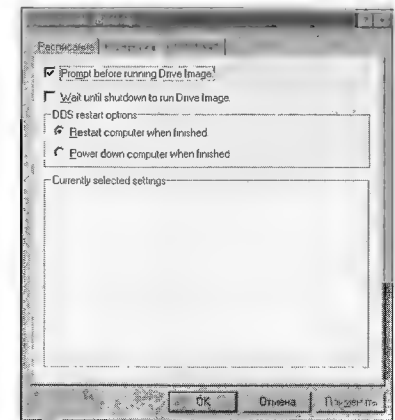 Prompt before running Drive Image.
Wait until shutdown to run Drive Image.
DOS restart options
Restart computer when finished
Power down computer when finished
Currently selected settings
OK
Отмена